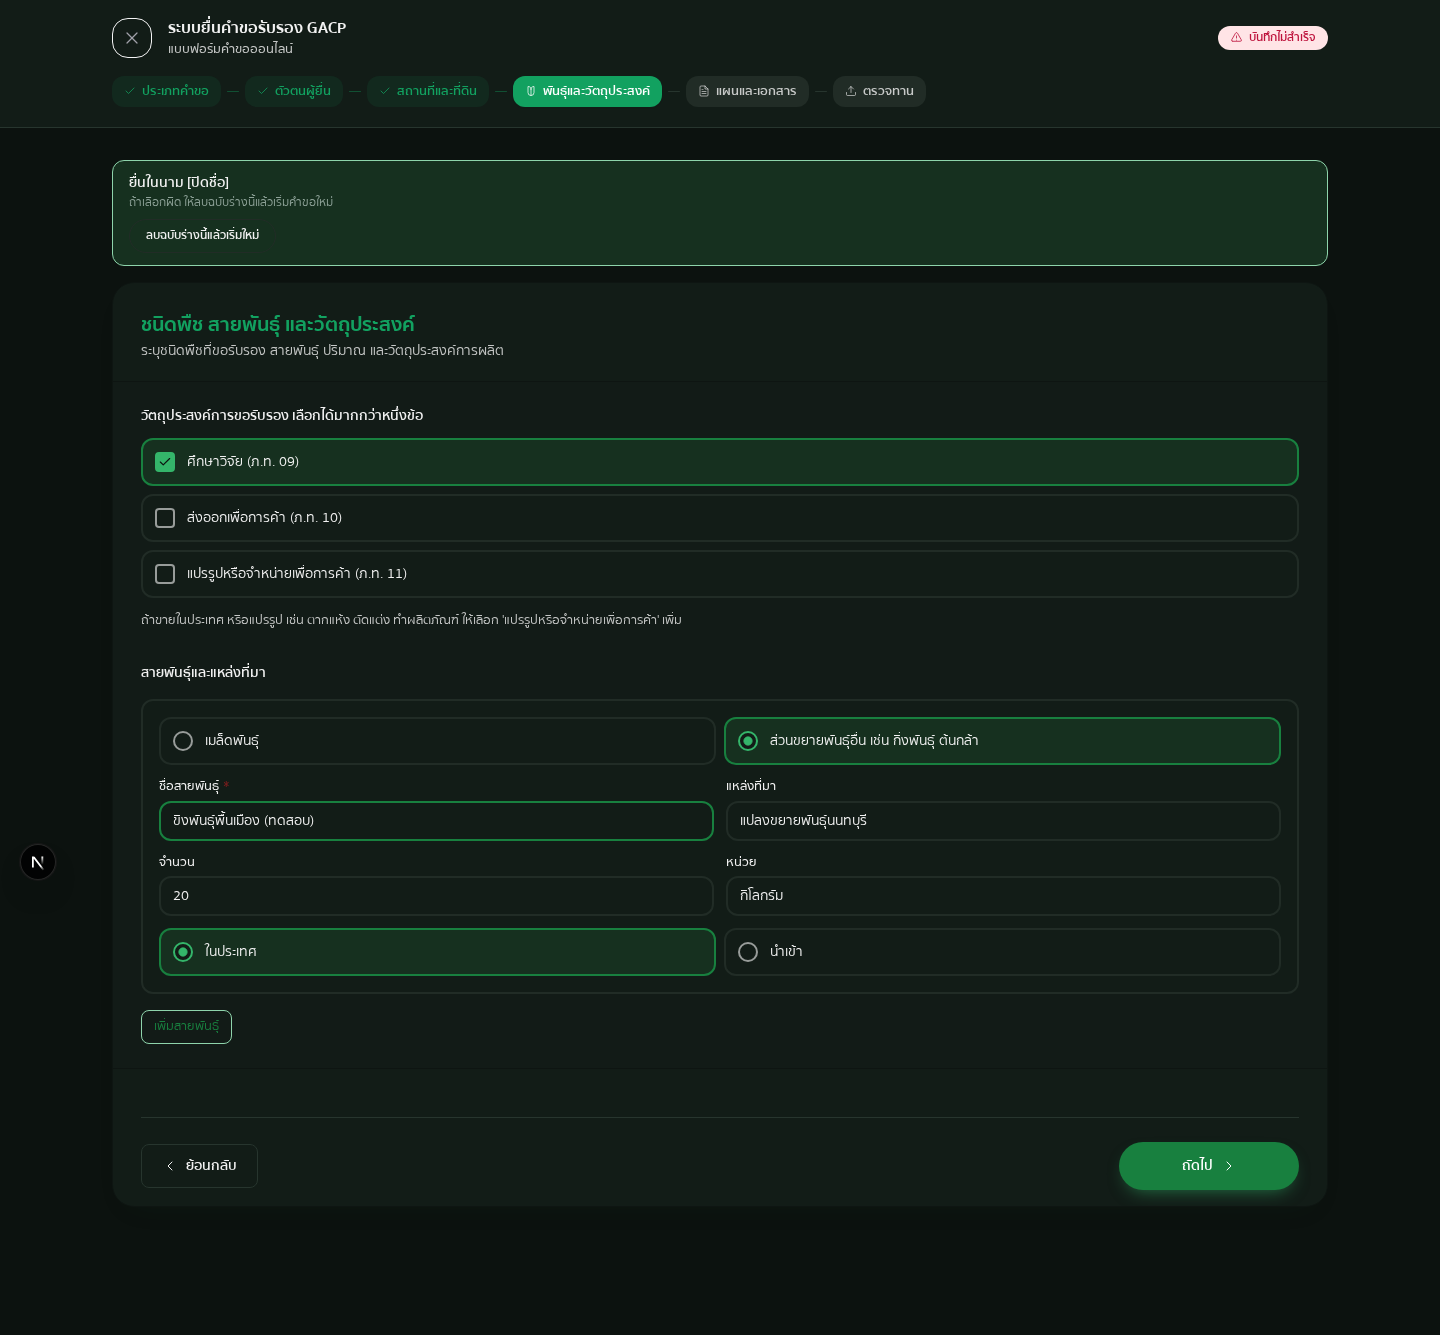 ระบบยื่นคำขอรับรอง GACP
แบบฟอร์มคำขอออนไลน์
บันทึกไม่สำเร็จ
ประเภทคำขอ
ตัวตนผู้ยื่น
สถานที่และที่ดิน
พันธุ์และวัตถุประสงค์
แผนและเอกสาร
ตรวจทาน
ยื่นในนาม [ปิดชื่อ]
ถ้าเลือกผิด ให้ลบฉบับร่างนี้แล้วเริ่มคำขอใหม่
ลบฉบับร่างนี้แล้วเริ่มใหม่
ชนิดพืช สายพันธุ์ และวัตถุประสงค์
ระบุชนิดพืชที่ขอรับรอง สายพันธุ์ ปริมาณ และวัตถุประสงค์การผลิต
วัตถุประสงค์การขอรับรอง เลือกได้มากกว่าหนึ่งข้อ
ศึกษาวิจัย (ภ.ท. 09)
ส่งออกเพื่อการค้า (ภ.ท. 10)
แปรรูปหรือจำหน่ายเพื่อการค้า (ภ.ท. 11)
ถ้าขายในประเทศ หรือแปรรูป เช่น ตากแห้ง ตัดแต่ง ทำผลิตภัณฑ์ ให้เลือก 'แปรรูปหรือจำหน่ายเพื่อการค้า' เพิ่ม
สายพันธุ์และแหล่งที่มา
เมล็ดพันธุ์
ส่วนขยายพันธุ์อื่น เช่น กิ่งพันธุ์ ต้นกล้า
ชื่อสายพันธุ์ *
แหล่งที่มา
ขิงพันธุ์พื้นเมือง (ทดสอบ)
แปลงขยายพันธุ์นนทบุรี
จำนวน
หน่วย
20
กิโลกรัม
ในประเทศ
นำเข้า
เพิ่มสายพันธุ์
ย้อนกลับ
ถัดไป